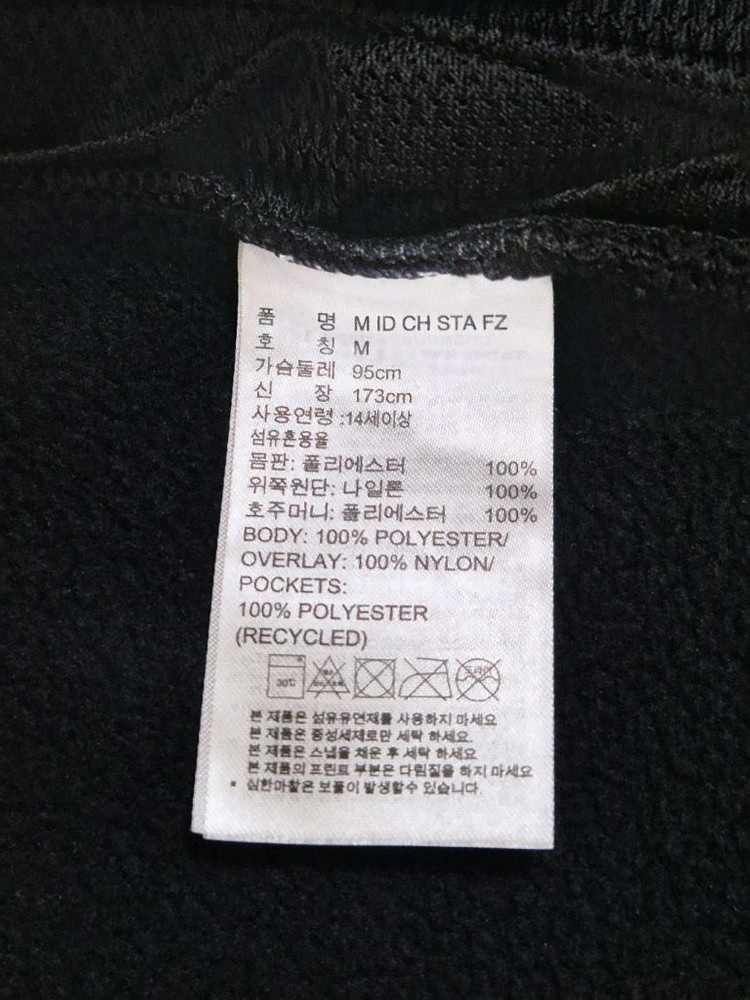 품 명 M ID CH STA FZ
호 칭 M
가슴둘레 95cm
신 장 173cm
사용연령 :14세이상
섬유혼용율
몸판: 폴리에스터 100%
위쪽원단: 나일론 100%
호주머니: 폴리에스터 100%
BODY: 100% POLYESTER/
OVERLAY: 100% NYLON/
POCKETS:
100% POLYESTER
(RECYCLED)
30℃
본 제품은 섬유유연제를 사용하지 마세요
본 제품은 중성세제로만 세탁 하세요.
본 제품은 스냅을 채운 후 세탁 하세요
본 제품의 프린트 부분은 다림질을 하지 마세요
* 심한마찰은 보풀이 발생할수 있습니다.